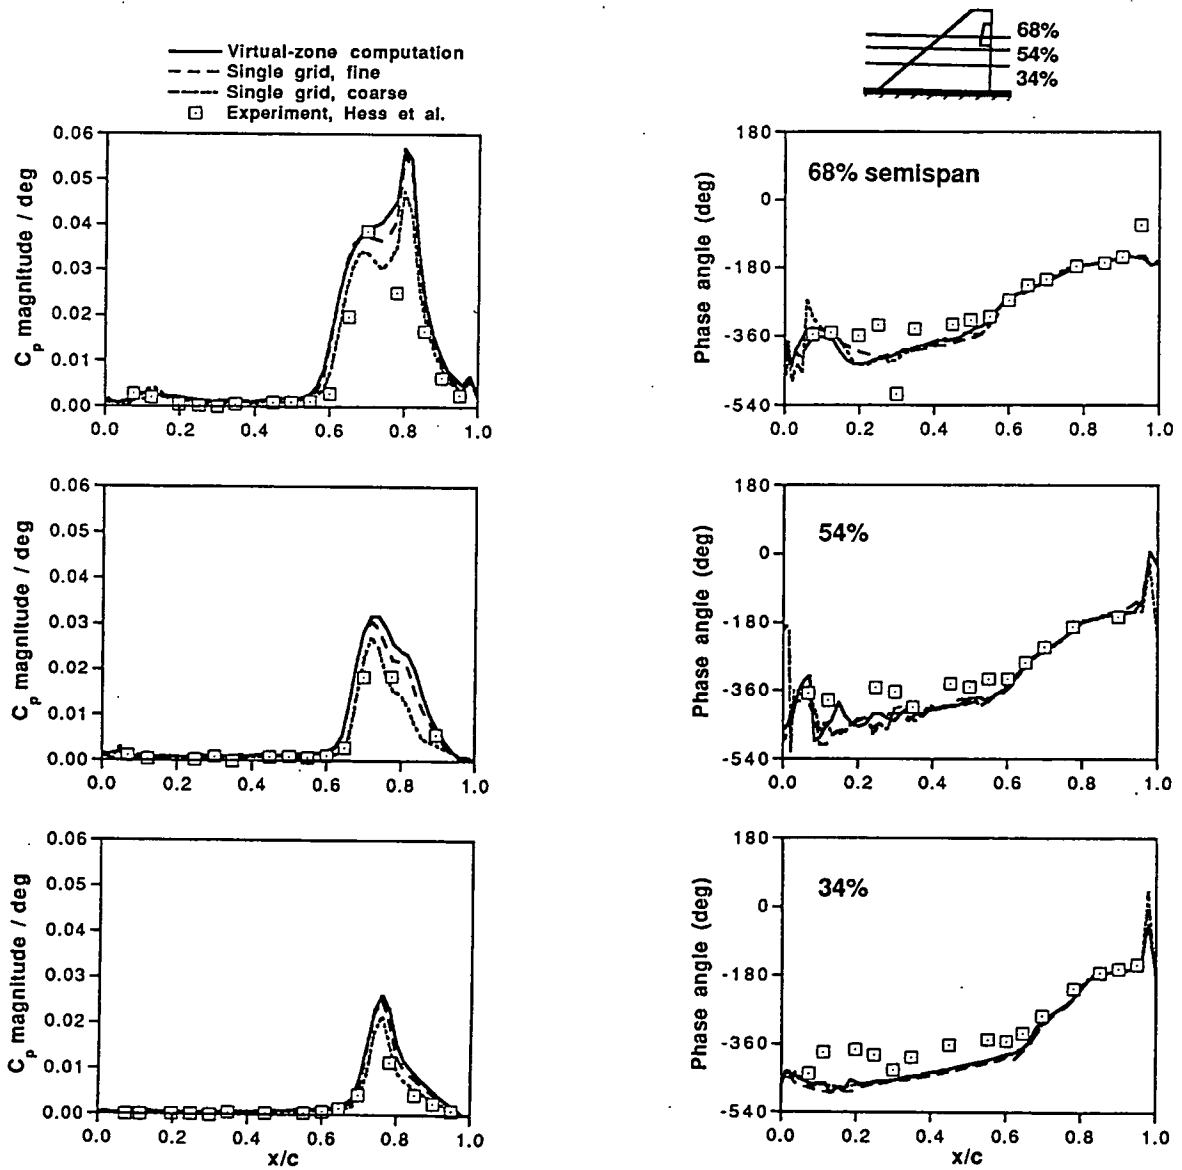 Virtual-zone computation
Single grid, fine
Single grid, coarse
Experiment, Hess et al.
68%
54%
34%
0.06
0.05
0.04
0.03
0.02
0.01
0.00
Cp magnitude / deg
0.0 0.2 0.4 0.6 0.8 1.0
180
0
-180
-360
-540
Phase angle (deg)
68% semispan
0.0 0.2 0.4 0.6 0.8 1.0
0.06
0.05
0.04
0.03
0.02
0.01
0.00
Cp magnitude / deg
0.0 0.2 0.4 0.6 0.8 1.0
180
0
-180
-360
-540
Phase angle (deg)
54%
0.0 0.2 0.4 0.6 0.8 1.0
0.06
0.05
0.04
0.03
0.02
0.01
0.00
Cp magnitude / deg
0.0 0.2 0.4 0.6 0.8 1.0
x/c
180
0
-180
-360
-540
Phase angle (deg)
34%
0.0 0.2 0.4 0.6 0.8 1.0
x/c